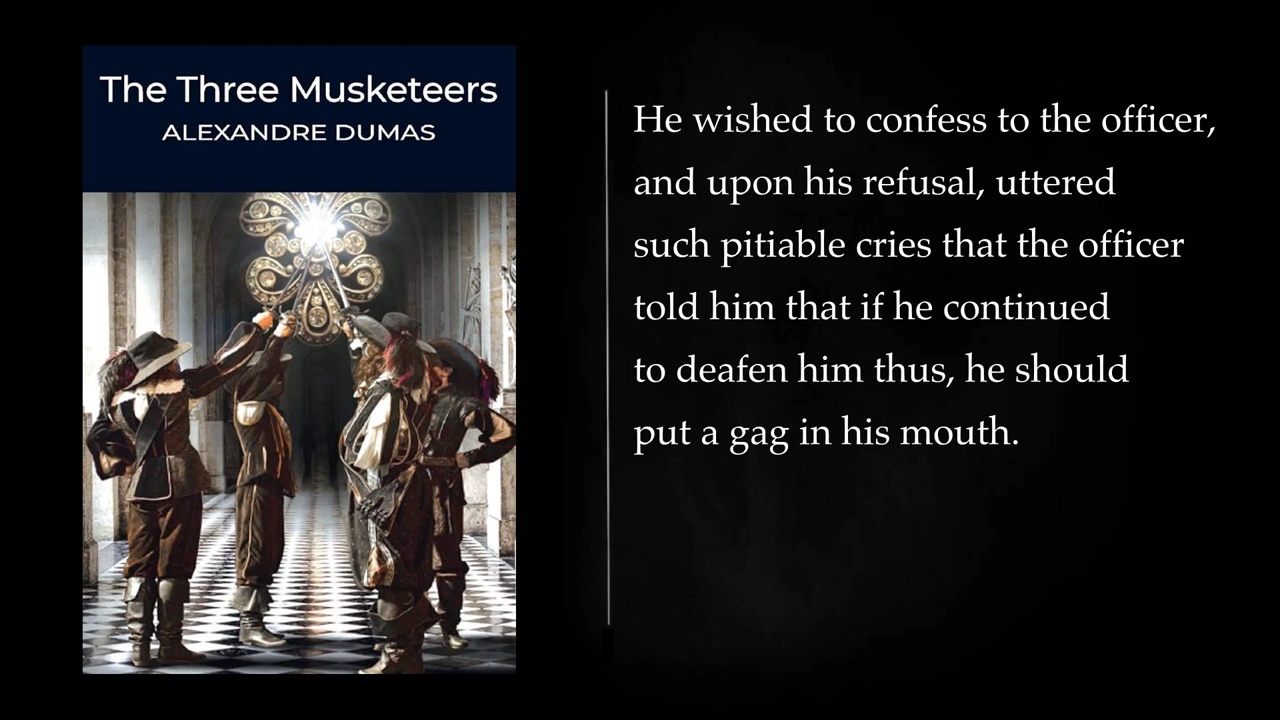 The Three Musketeers
ALEXANDRE DUMAS
He wished to confess to the officer,
and upon his refusal, uttered
such pitiable cries that the officer
told him that if he continued
to deafen him thus, he should
put a gag in his mouth.